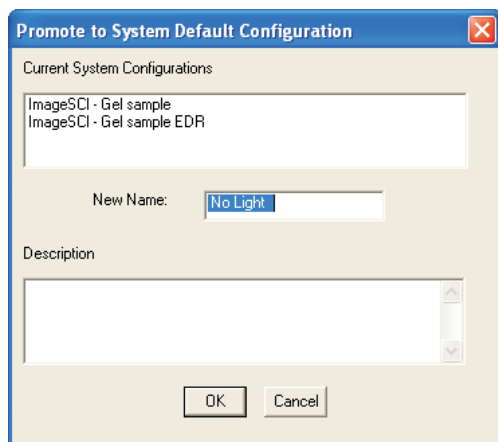 Promote to System Default Configuration
Current System Configurations
ImageSCI - Gel sample
ImageSCI - Gel sample EDR
New Name:
No Light
Description
OK
Cancel